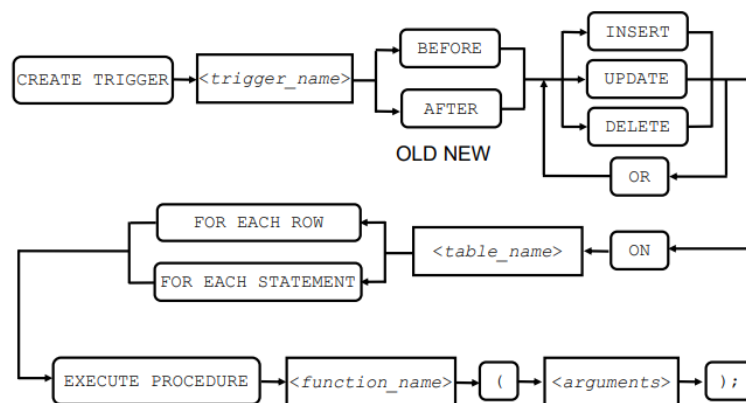 BEFORE
INSERT
CREATE TRIGGER <trigger_name> UPDATE
AFTER
DELETE
OLD NEW
OR
FOR EACH ROW
<table_name> ON
FOR EACH STATEMENT
EXECUTE PROCEDURE <function_name> ( <arguments> );